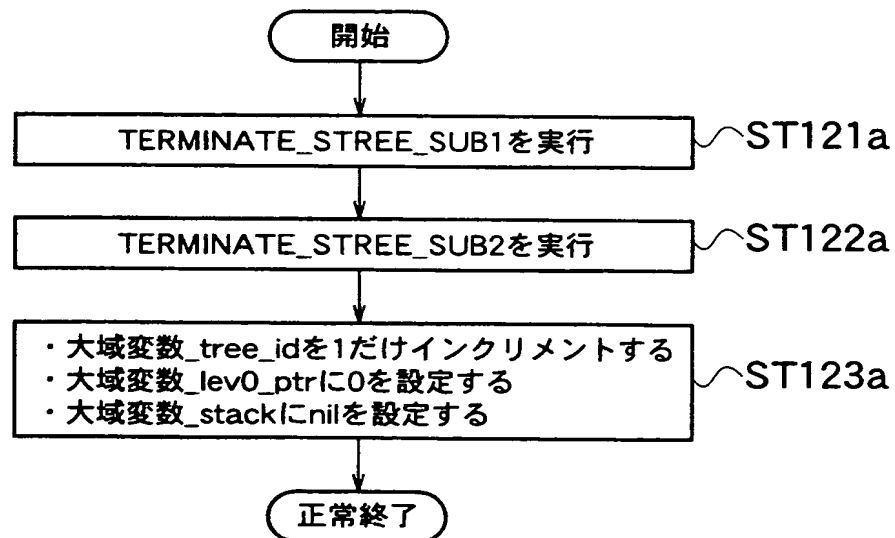 開始
TERMINATE_STREE_SUB1を実行
ST121a
TERMINATE_STREE_SUB2を実行
ST122a
・大域変数_tree_idを1だけインクリメントする
・大域変数_lev0_ptrに0を設定する
・大域変数_stackにnilを設定する
ST123a
正常終了